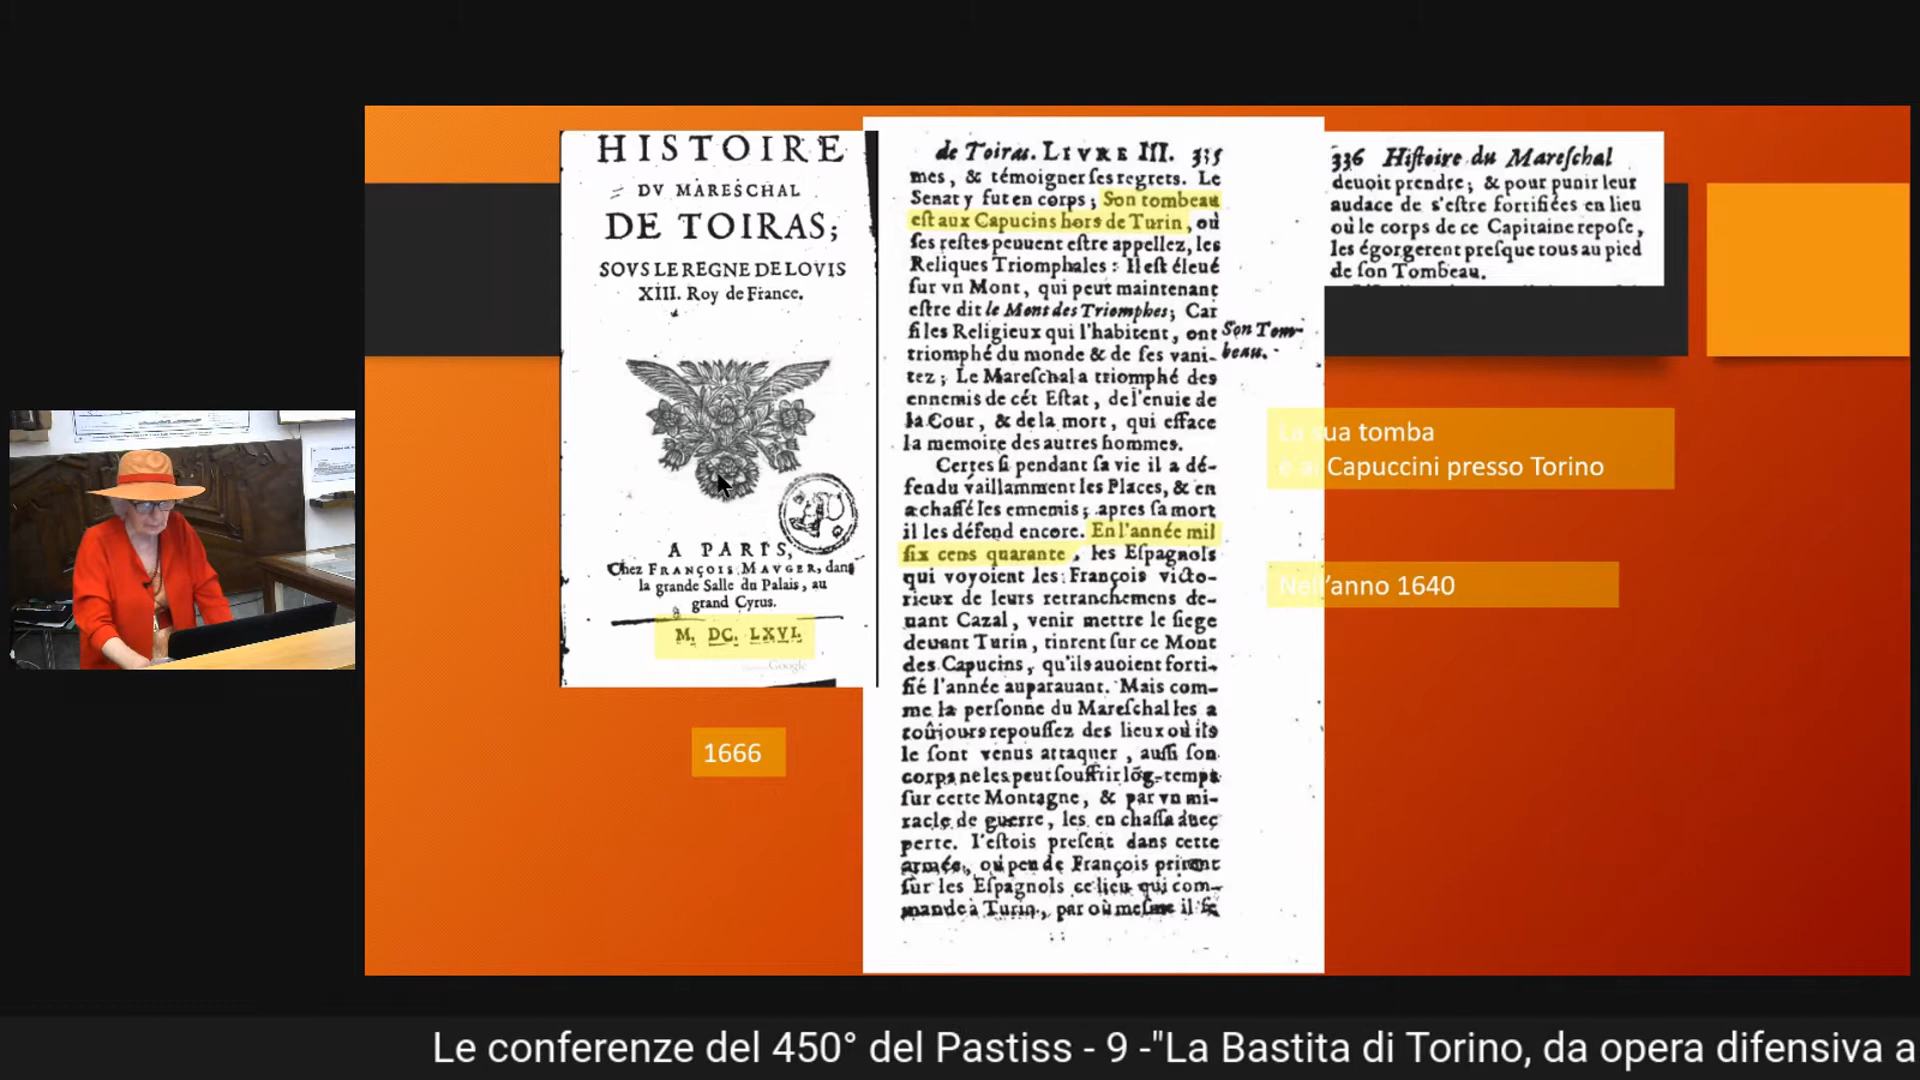 HISTOIRE
DV MARESCHAL
DE TOIRAS;
SOVS LE REGNE DE LOVIS
XIII. Roy de France.
A PARIS,
Chez FRANÇOIS MAVGER, dans
la grande Salle du Palais, au
grand Cyrus.
M. DC. LXVI.
Google
1666
de Toiras. LIVRE III. 335
mes, & témoigner ses regrets. Le
Senat y fut en corps; Son tombeau
est aux Capucins hors de Turin, où
ses restes peuuent estre appellez, les
Reliques Triomphales: Il est éleué
sur vn Mont, qui peut maintenant
estre dit le Mont des Triomphes; Car
si les Religieux qui l'habitent, ont
triomphé du monde & de ses vani-
tez; Le Mareschal a triomphé des
ennemis de cét Estat, de l'enuie de
la Cour, & de la mort, qui efface
la memoire des autres hommes.
Son Tom-
beau.
Certes si pendant sa vie il a dé-
fendu vaillamment les Places, & en
a chassé les ennemis; apres sa mort
il les défend encore. En l'année mil
six cens quarante, les Espagnols
qui voyoient les François victo-
rieux de leurs retranchemens de-
uant Cazal, venir mettre le siege
deuant Turin, tinrent sur ce Mont
des Capucins, qu'ils auoient forti-
fié l'année auparauant. Mais com-
me la personne du Mareschal les a
toûjours repoussez des lieux où ils
le sont venus attaquer, aussi son
corps ne les peut souffrir lõg-temps
sur cette Montagne, & par vn mi-
racle de guerre, les en chassa auec
perte. I'estois present dans cette
armée, où peu de François prirent
sur les Espagnols ce lieu qui com-
mande à Turin, par où mesme il se
336 Histoire du Mareschal
deuoit prendre; & pour punir leur
audace de s'estre fortifiées en lieu
où le corps de ce Capitaine repose,
les égorgerent presque tous au pied
de son Tombeau.
La sua tomba
è ai Capuccini presso Torino
Nell'anno 1640
Le conferenze del 450° del Pastiss - 9 -"La Bastita di Torino, da opera difensiva a